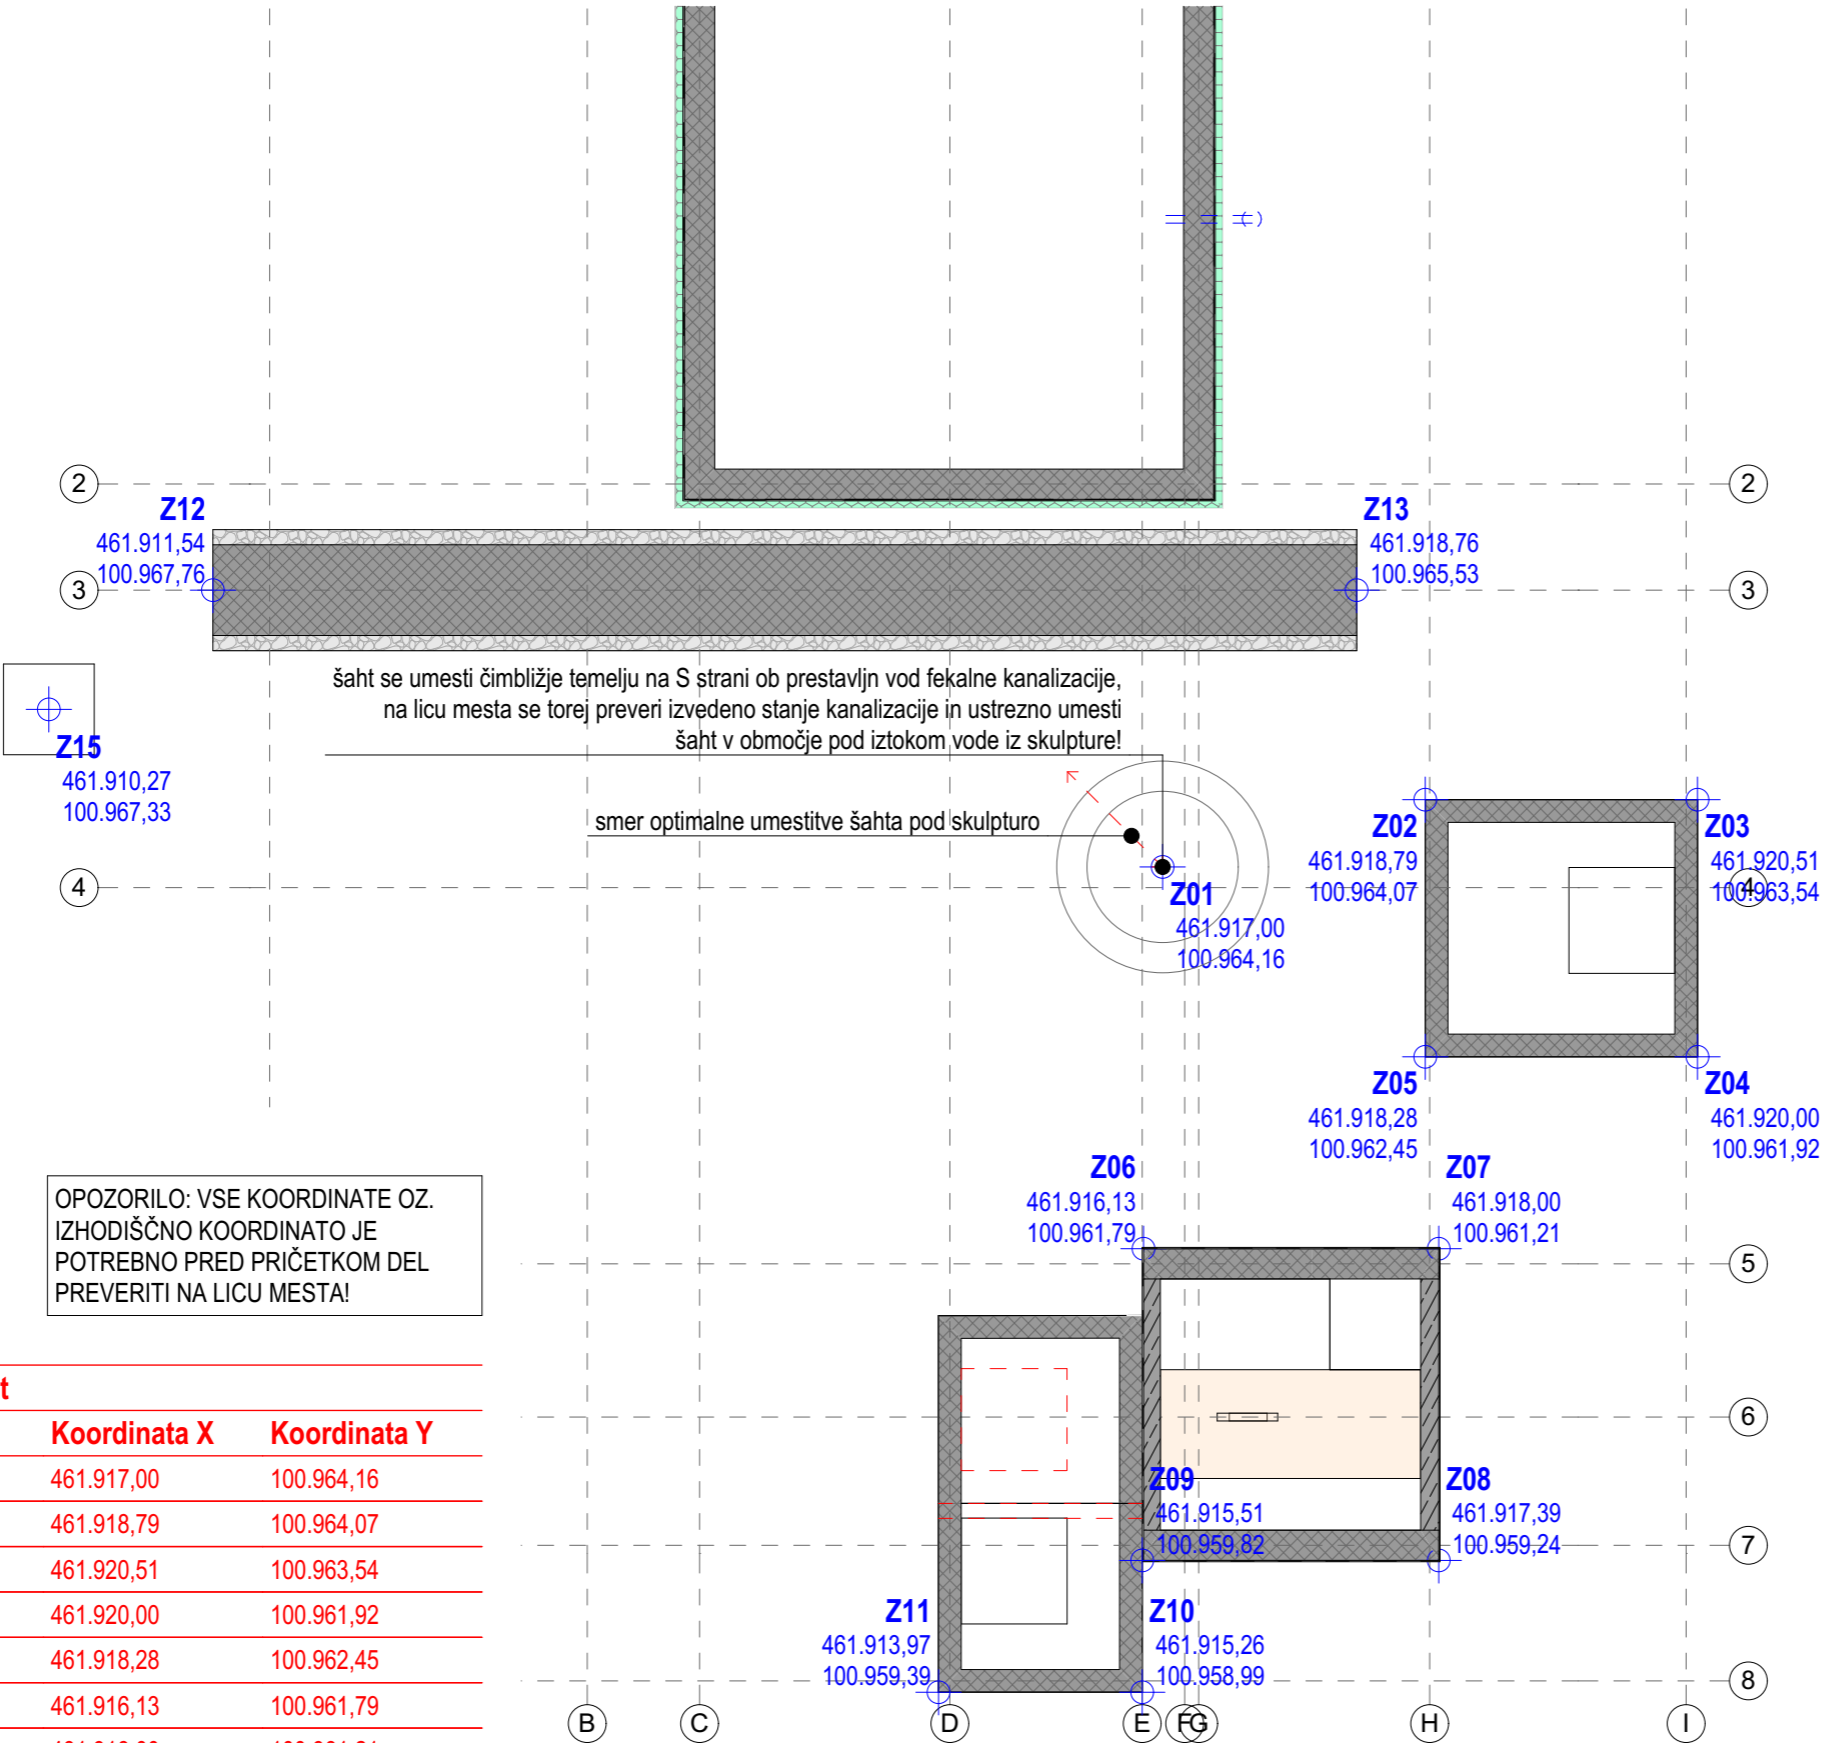 2
2
Z12
461.911,54
100.967,76
Z13
461.918,76
100.965,53
3
3
šaht se umesti čimbližje temelju na S strani ob prestavljn vod fekalne kanalizacije,
na licu mesta se torej preveri izvedeno stanje kanalizacije in ustrezno umesti
šaht v območje pod iztokom vode iz skulpture!
Z15
461.910,27
100.967,33
smer optimalne umestitve šahta pod skulpturo
Z02
461.918,79
100.964,07
Z03
461.920,51
100.963,54
4
4
Z01
461.917,00
100.964,16
Z05
461.918,28
100.962,45
Z04
461.920,00
100.961,92
Z06
461.916,13
100.961,79
Z07
461.918,00
100.961,21
OPOZORILO: VSE KOORDINATE OZ.
IZHODIŠČNO KOORDINATO JE
POTREBNO PRED PRIČETKOM DEL
PREVERITI NA LICU MESTA!
5
6
Z09
461.915,51
100.959,82
Z08
461.917,39
100.959,24
7
Z11
461.913,97
100.959,39
Z10
461.915,26
100.958,99
8
t
Koordinata X Koordinata Y
461.917,00 100.964,16
461.918,79 100.964,07
461.920,51 100.963,54
461.920,00 100.961,92
461.918,28 100.962,45
461.916,13 100.961,79
B C D E F G H I